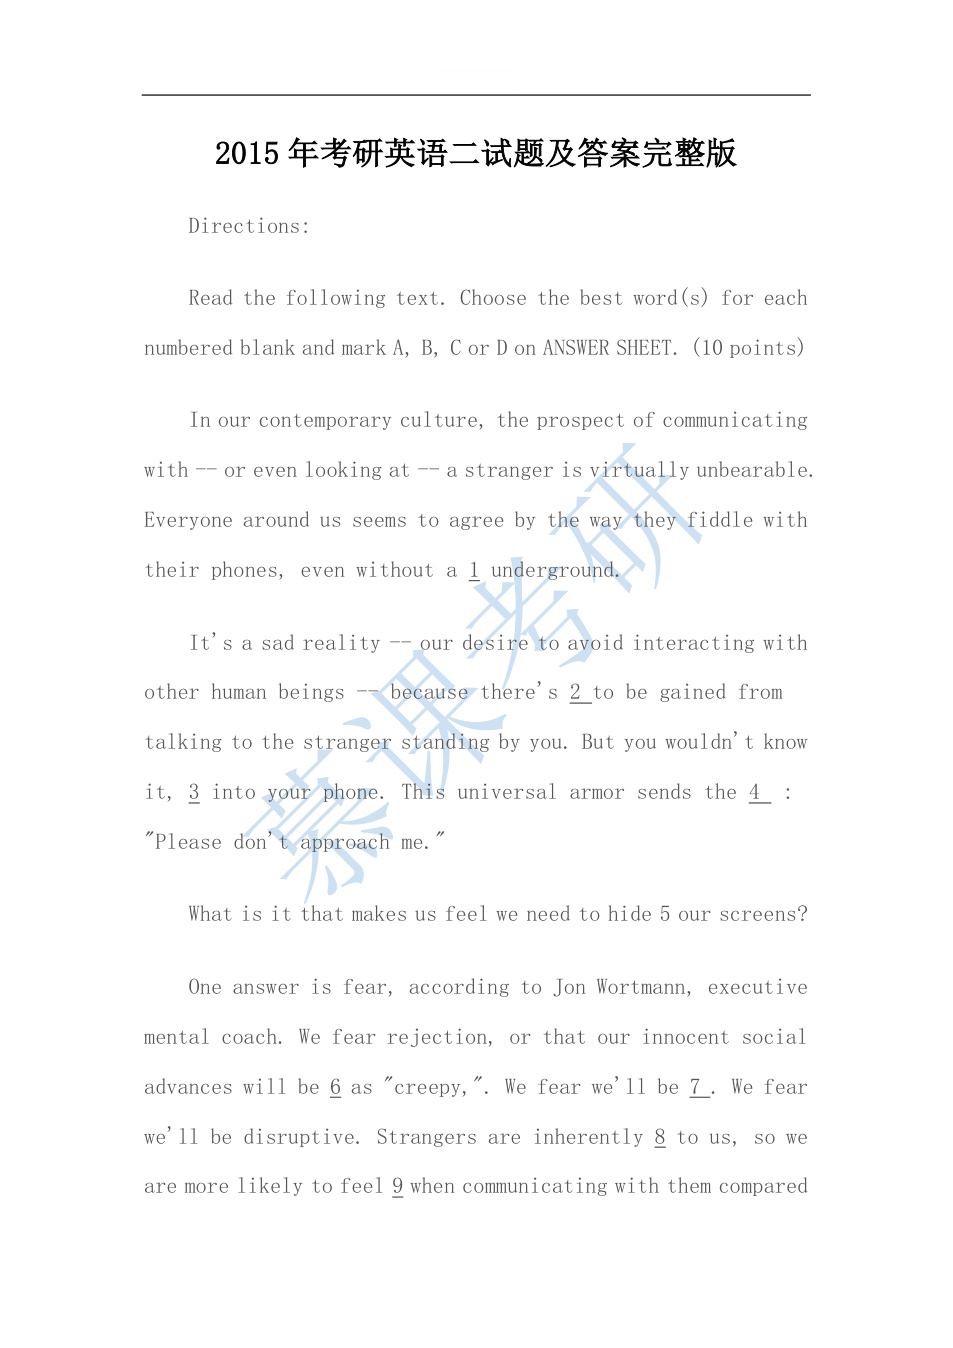 2015 年考研英语二试题及答案完整版
Directions:
Read the following text. Choose the best word(s) for each
numbered blank and mark A, B, C or D on ANSWER SHEET. (10 points)
In our contemporary culture, the prospect of communicating
with -- or even looking at -- a stranger is virtually unbearable.
Everyone around us seems to agree by the way they fiddle with
their phones, even without a 1 underground.
It's a sad reality -- our desire to avoid interacting with
other human beings -- because there's 2 to be gained from
talking to the stranger standing by you. But you wouldn't know
it, 3 into your phone. This universal armor sends the 4 :
"Please don't approach me."
What is it that makes us feel we need to hide 5 our screens?
One answer is fear, according to Jon Wortmann, executive
mental coach. We fear rejection, or that our innocent social
advances will be 6 as "creepy,". We fear we'll be 7 . We fear
we'll be disruptive. Strangers are inherently 8 to us, so we
are more likely to feel 9 when communicating with them compared
慕课考研